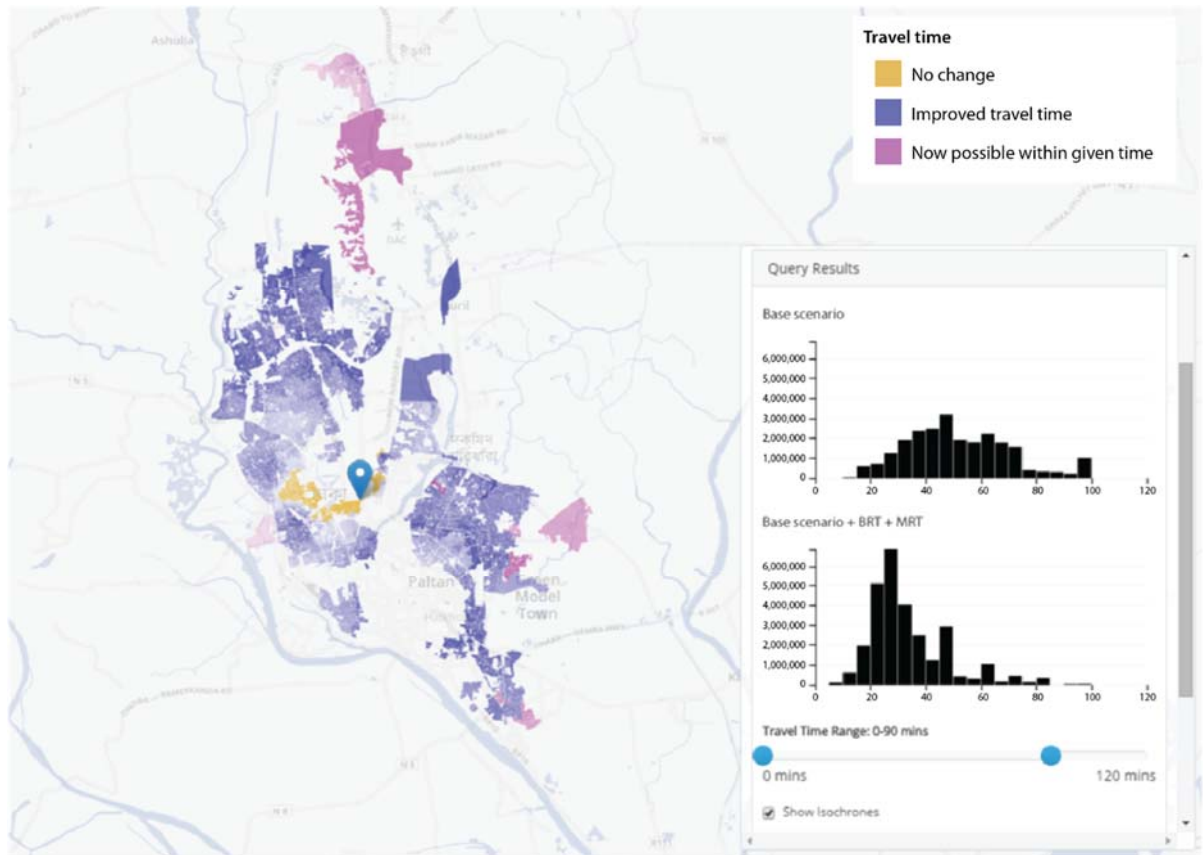 Travel time
No change
Improved travel time
Now possible within given time
Ashulia
DAC
Paltan
Model
Town
Query Results
Base scenario
6,000,000
5,000,000
4,000,000
3,000,000
2,000,000
1,000,000
0
0 20 40 60 80 100 120
Base scenario + BRT + MRT
6,000,000
5,000,000
4,000,000
3,000,000
2,000,000
1,000,000
0
0 20 40 60 80 100 120
Travel Time Range: 0-90 mins
0 mins 120 mins
Show Isochrones